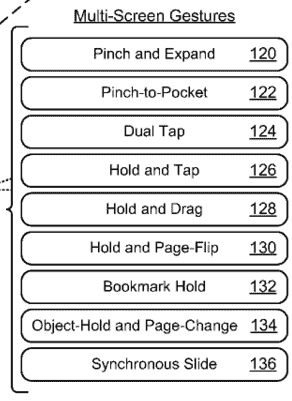 Multi-Screen Gestures
Pinch and Expand 120
Pinch-to-Pocket 122
Dual Tap 124
Hold and Tap 126
Hold and Drag 128
Hold and Page-Flip 130
Bookmark Hold 132
Object-Hold and Page-Change 134
Synchronous Slide 136